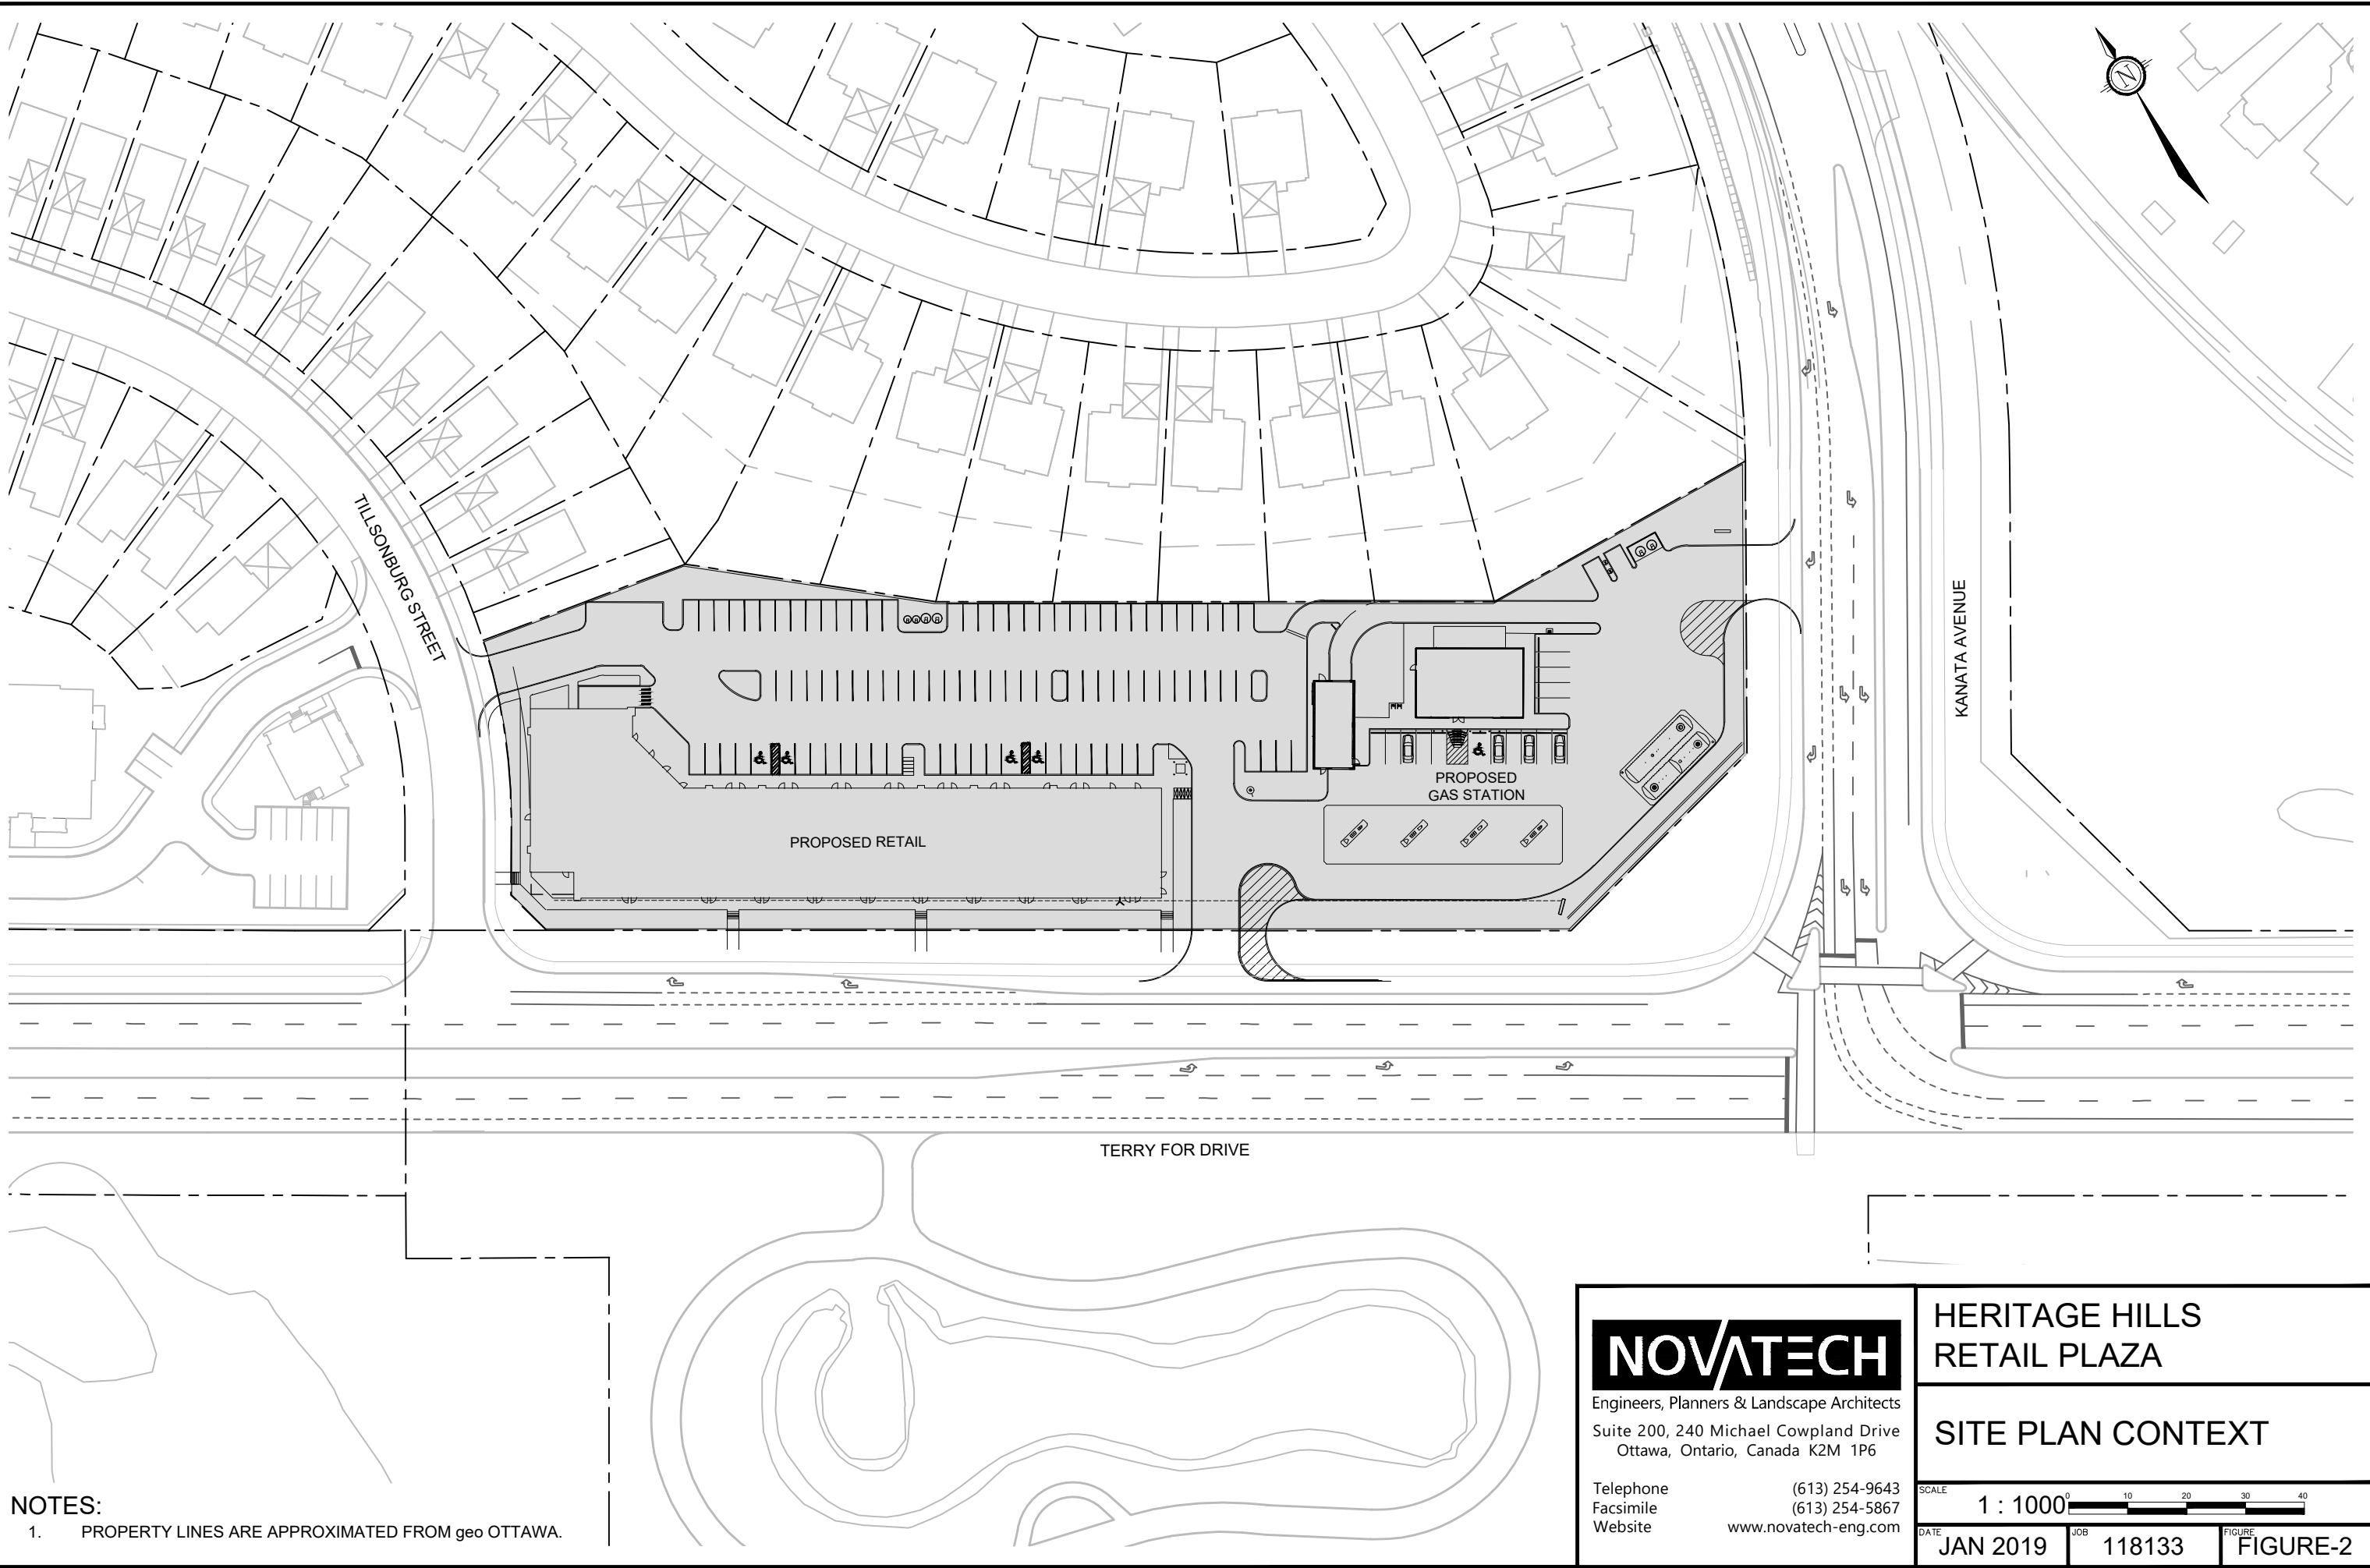 N
TILLSONBURG STREET
KANATA AVENUE
PROPOSED
GAS STATION
PROPOSED RETAIL
TERRY FOR DRIVE
NOTES:
1. PROPERTY LINES ARE APPROXIMATED FROM geo OTTAWA.
NOVATECH
Engineers, Planners & Landscape Architects
Suite 200, 240 Michael Cowpland Drive
Ottawa, Ontario, Canada K2M 1P6
Telephone (613) 254-9643
Facsimile (613) 254-5867
Website www.novatech-eng.com
HERITAGE HILLS
RETAIL PLAZA
SITE PLAN CONTEXT
SCALE
1 : 1000 0 10 20 30 40
DATE JAN 2019 JOB 118133 FIGURE FIGURE-2